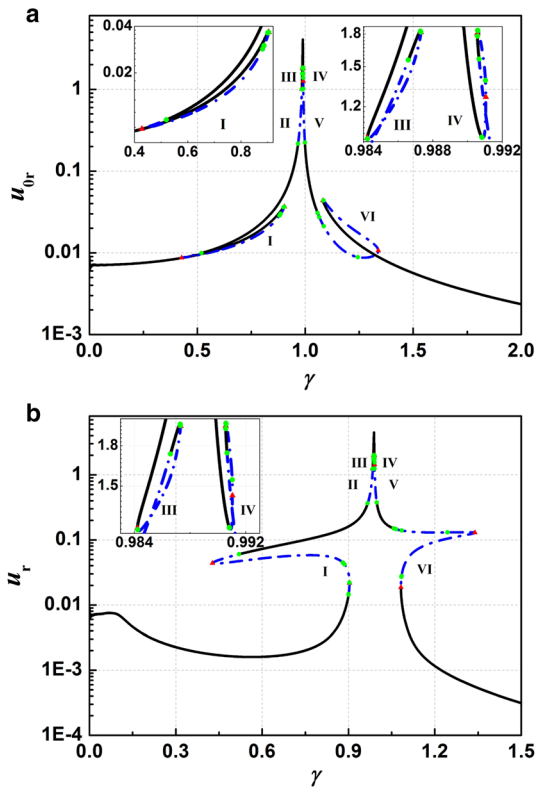 a
0.04
0.02
0.4 0.6 0.8
I
1.8
1.5
1.2
0.984 0.988 0.992
III IV
1
0.1
0.01
1E-3
u0r
III IV
II V
I
VI
0.0 0.5 1.0 1.5 2.0
γ
b
1.8
1.5
0.984 0.992
III IV
1
0.1
0.01
1E-3
1E-4
ur
III IV
II V
I
VI
0.0 0.3 0.6 0.9 1.2 1.5
γ